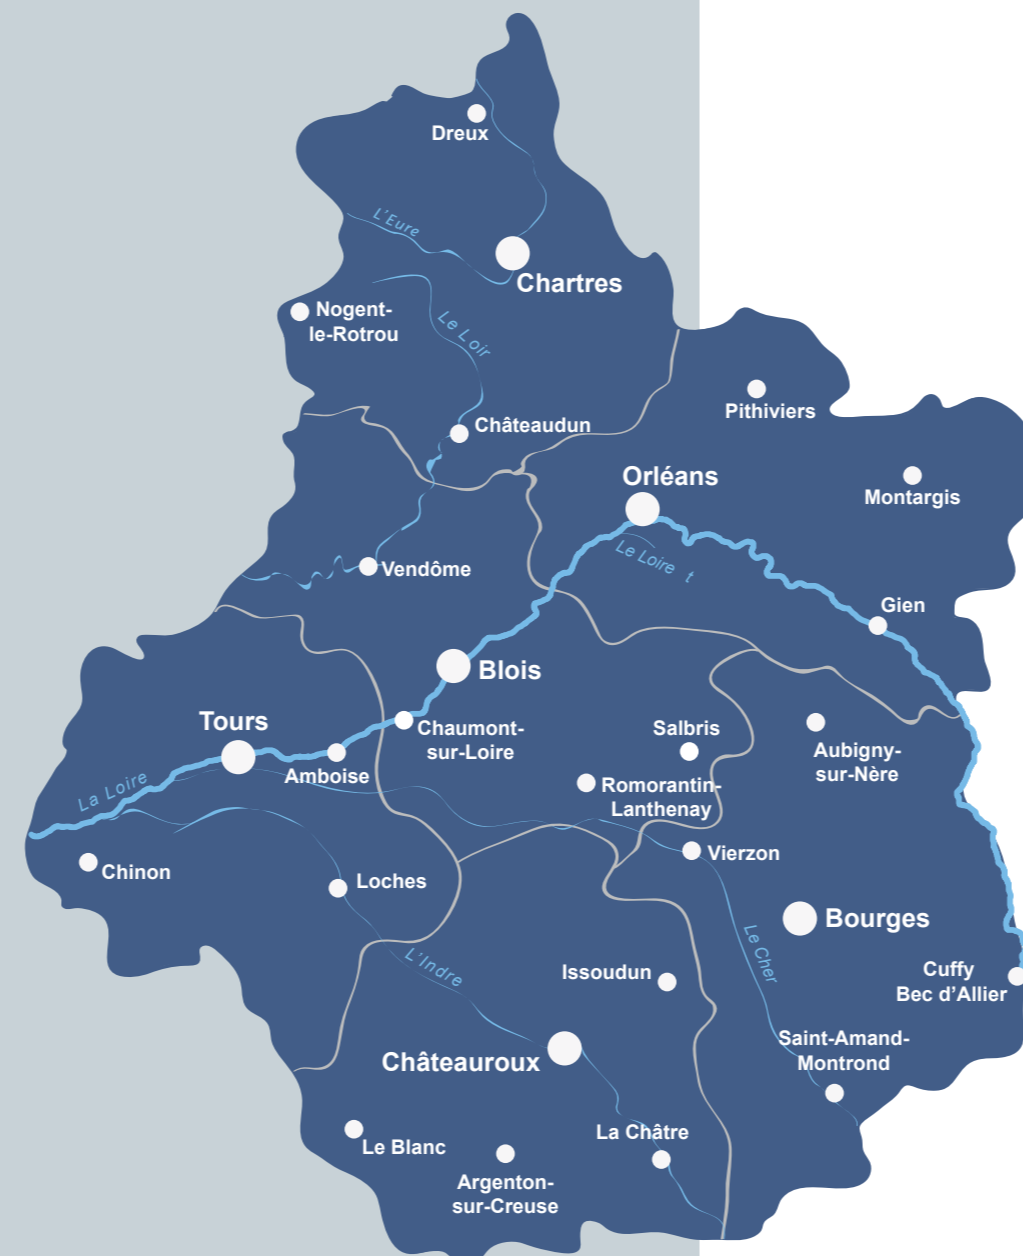 Dreux
L'Eure
Chartres
Nogent-
le-Rotrou
Le Loir
Châteaudun
Pithiviers
Orléans
Montargis
Le Loire t
Vendôme
Gien
Blois
Tours
Chaumont-
sur-Loire
Salbris
Aubigny-
sur-Nère
Amboise
La Loire
Romorantin-
Lanthenay
Vierzon
Chinon
Loches
Bourges
Le Cher
L'Indre
Issoudun
Cuffy
Bec d'Allier
Saint-Amand-
Montrond
Châteauroux
La Châtre
Le Blanc
Argenton-
sur-Creuse